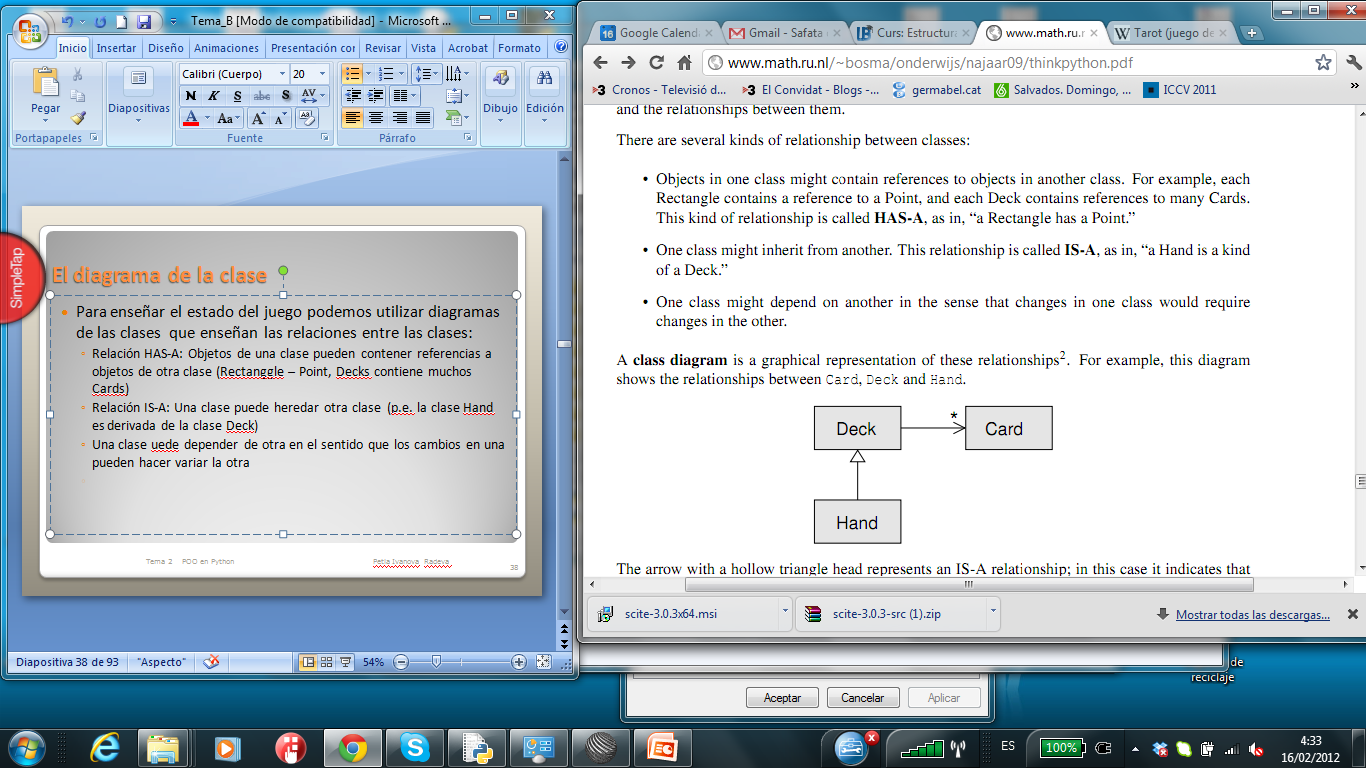 Tema_B [Modo de compatibilidad] - Microsoft ...
Inicio Insertar Diseño Animaciones Presentación cor Revisar Vista Acrobat Formato
Pegar
Diapositivas
Calibri (Cuerpo) 20
N K S abc S AV
A Aa A A
Dibujo Edición
Portapapeles Fuente Párrafo
SimpleTap
El diagrama de la clase
Para enseñar el estado del juego podemos utilizar diagramas
de las clases que enseñan las relaciones entre las clases:
Relación HAS-A: Objetos de una clase pueden contener referencias a
objetos de otra clase (Rectanggle – Point, Decks contiene muchos
Cards)
Relación IS-A: Una clase puede heredar otra clase (p.e. la clase Hand
es derivada de la clase Deck)
Una clase uede depender de otra en el sentido que los cambios en una
pueden hacer variar la otra
Tema 2 POO en Python Petia Ivanova Radeva 38
Diapositiva 38 de 93 "Aspecto" 54%
16 Google Calend Gmail - Safata Curs: Estructura www.math.ru.n Tarot (juego de
www.math.ru.nl/~bosma/onderwijs/najaar09/thinkpython.pdf
Cronos - Televisió d... El Convidat - Blogs -... germabel.cat Salvados. Domingo, ... ICCV 2011 »
and the relationships between them.
There are several kinds of relationship between classes:
• Objects in one class might contain references to objects in another class. For example, each
Rectangle contains a reference to a Point, and each Deck contains references to many Cards.
This kind of relationship is called HAS-A, as in, “a Rectangle has a Point.”
• One class might inherit from another. This relationship is called IS-A, as in, “a Hand is a kind
of a Deck.”
• One class might depend on another in the sense that changes in one class would require
changes in the other.
A class diagram is a graphical representation of these relationships2. For example, this diagram
shows the relationships between Card, Deck and Hand.
Deck * Card
Hand
The arrow with a hollow triangle head represents an IS-A relationship; in this case it indicates that
scite-3.0.3x64.msi scite-3.0.3-src (1).zip Mostrar todas las descargas...
de
reciclaje
Aceptar Cancelar Aplicar
ES 100% 4:33
16/02/2012